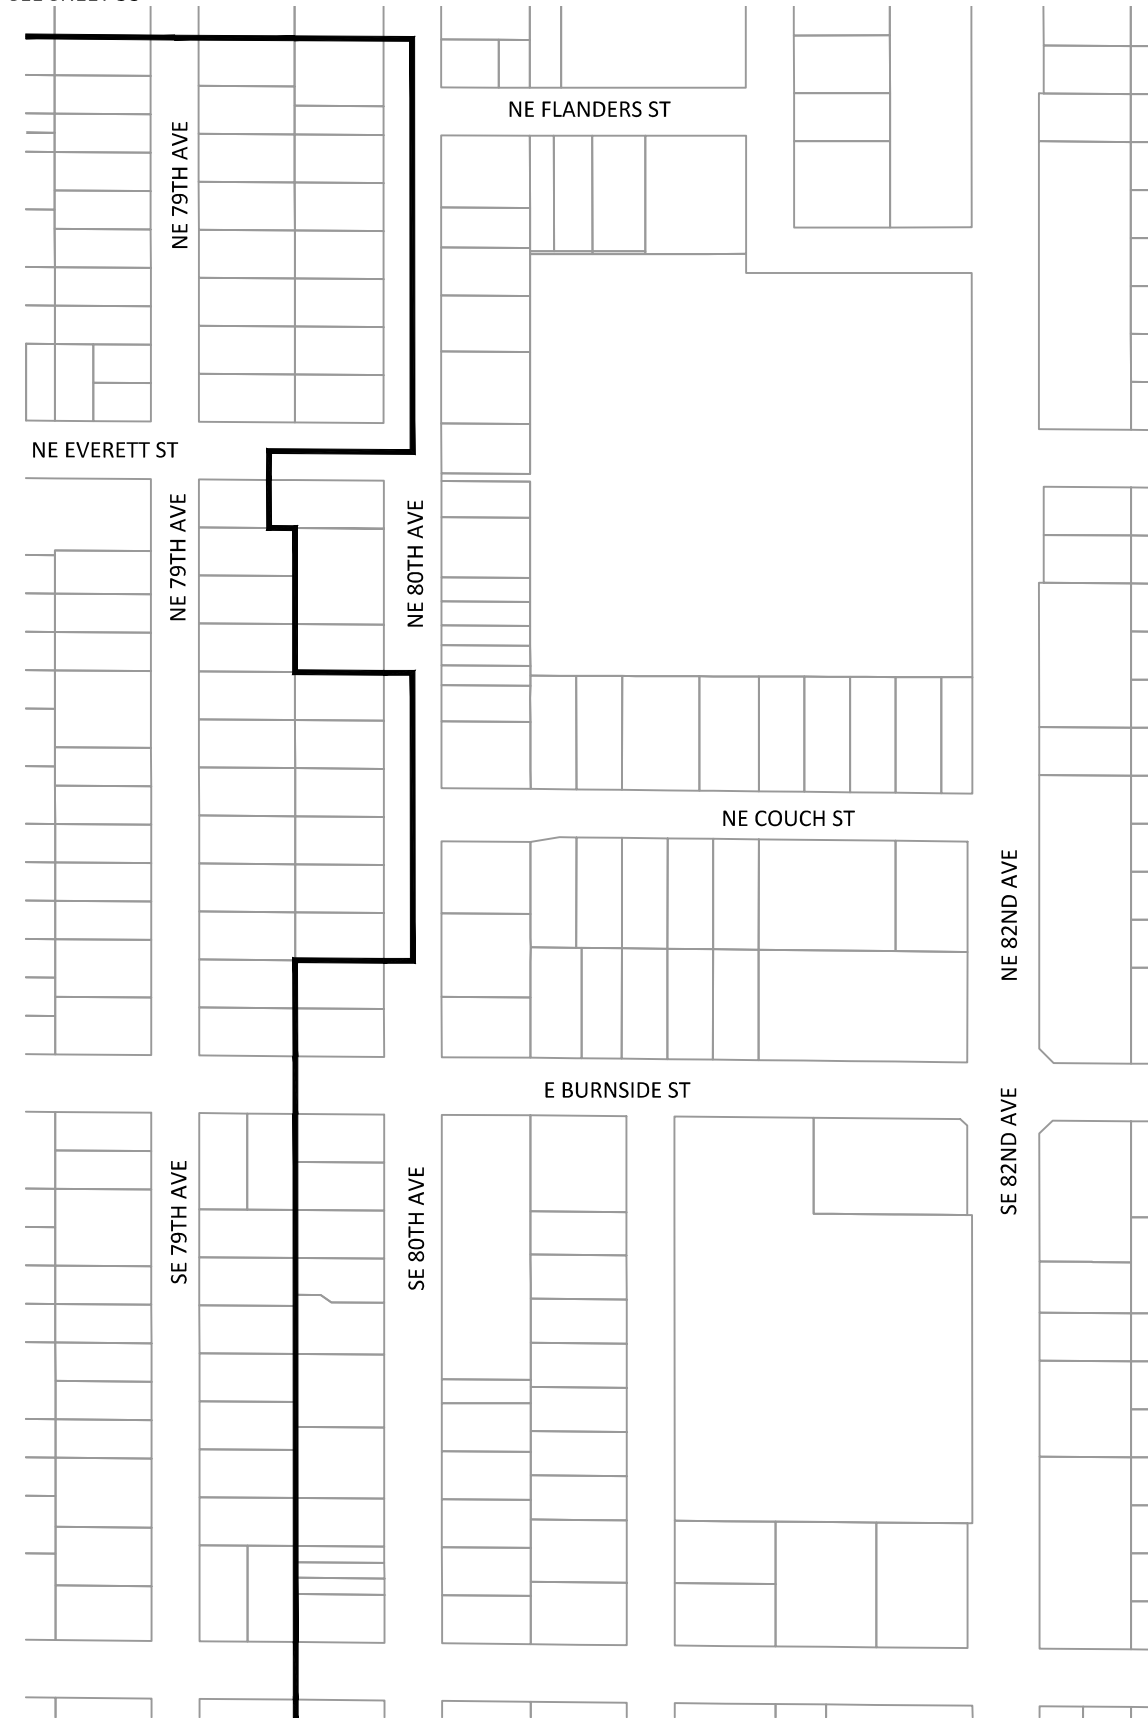 NE FLANDERS ST
NE 79TH AVE
NE EVERETT ST
NE 79TH AVE
NE 80TH AVE
NE COUCH ST
NE 82ND AVE
E BURNSIDE ST
SE 82ND AVE
SE 79TH AVE
SE 80TH AVE